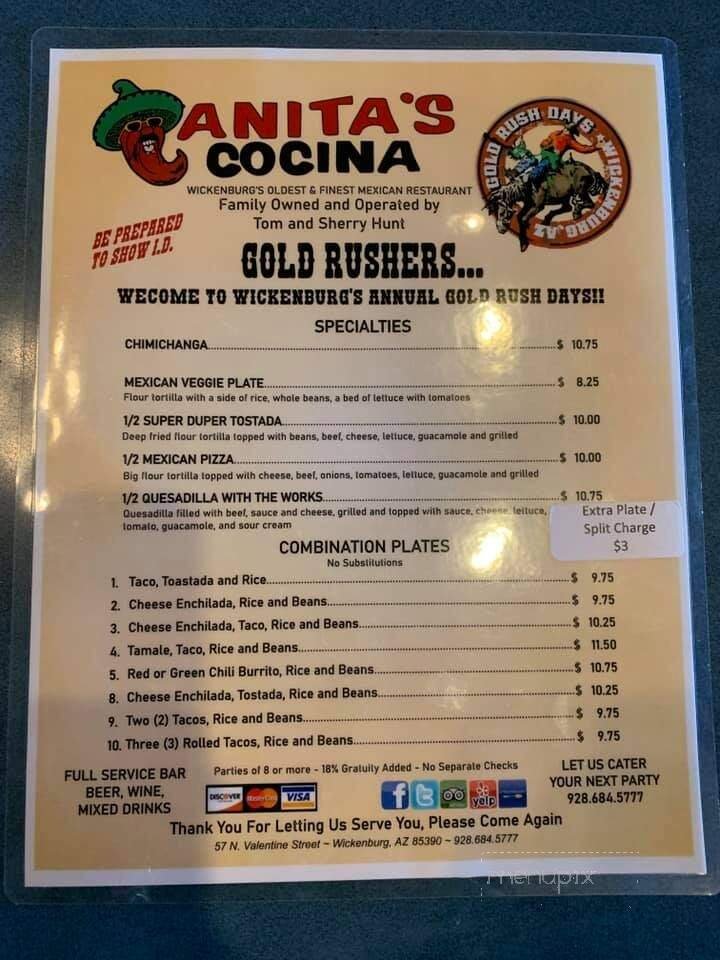 ANITA'S
COCINA
GOLD RUSH DAYS
WICKENBURG, AZ
WICKENBURG'S OLDEST & FINEST MEXICAN RESTAURANT
Family Owned and Operated by
Tom and Sherry Hunt
BE PREPARED
TO SHOW I.D.
GOLD RUSHERS...
WECOME TO WICKENBURG'S ANNUAL GOLD RUSH DAYS!!
SPECIALTIES
CHIMICHANGA $ 10.75
MEXICAN VEGGIE PLATE $ 8.25
Flour tortilla with a side of rice, whole beans, a bed of lettuce with tomatoes
1/2 SUPER DUPER TOSTADA $ 10.00
Deep fried flour tortilla topped with beans, beef, cheese, lettuce, guacamole and grilled
1/2 MEXICAN PIZZA $ 10.00
Big flour tortilla topped with cheese, beef, onions, tomatoes, lettuce, guacamole and grilled
1/2 QUESADILLA WITH THE WORKS $ 10.75
Quesadilla filled with beef, sauce and cheese, grilled and topped with sauce, cheese, lettuce,
tomato, guacamole, and sour cream
Extra Plate /
Split Charge
$3
COMBINATION PLATES
No Substitutions
1. Taco, Toastada and Rice $ 9.75
2. Cheese Enchilada, Rice and Beans $ 9.75
3. Cheese Enchilada, Taco, Rice and Beans $ 10.25
4. Tamale, Taco, Rice and Beans $ 11.50
5. Red or Green Chili Burrito, Rice and Beans $ 10.75
8. Cheese Enchilada, Tostada, Rice and Beans $ 10.25
9. Two (2) Tacos, Rice and Beans $ 9.75
10. Three (3) Rolled Tacos, Rice and Beans $ 9.75
FULL SERVICE BAR
BEER, WINE,
MIXED DRINKS
Parties of 8 or more - 18% Gratuity Added - No Separate Checks
DISCOVER MasterCard VISA
f t yelp
LET US CATER
YOUR NEXT PARTY
928.684.5777
Thank You For Letting Us Serve You, Please Come Again
57 N. Valentine Street ~ Wickenburg, AZ 85390 ~ 928.684.5777
menupix